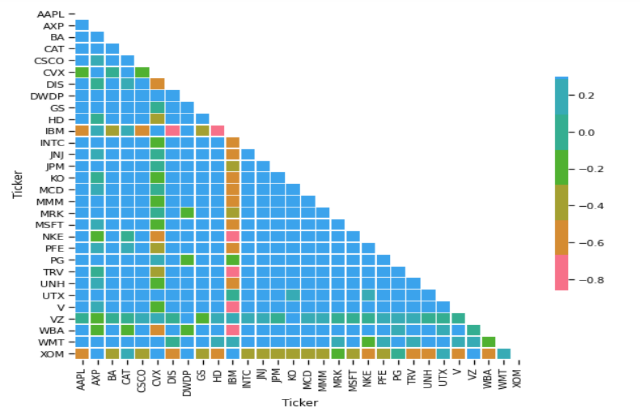 AAPL
AXP
BA
CAT
CSCO
CVX
DIS
DWDP
GS
HD
IBM
INTC
JNJ
JPM
KO
MCD
MMM
MRK
MSFT
NKE
PFE
PG
TRV
UNH
UTX
V
VZ
WBA
WMT
XOM
Ticker
AAPL AXP BA CAT CSCO CVX DIS DWDP GS HD IBM INTC JNJ JPM KO MCD MMM MRK MSFT NKE PFE PG TRV UNH UTX V VZ WBA WMT XOM
Ticker
0.2
0.0
−0.2
−0.4
−0.6
−0.8